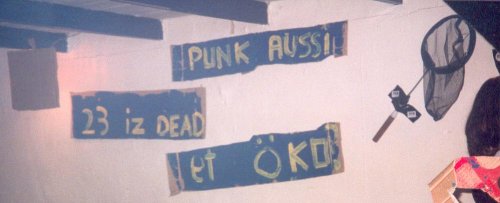 PUNK AUSSI
23 iz DEAD
et ÖKO